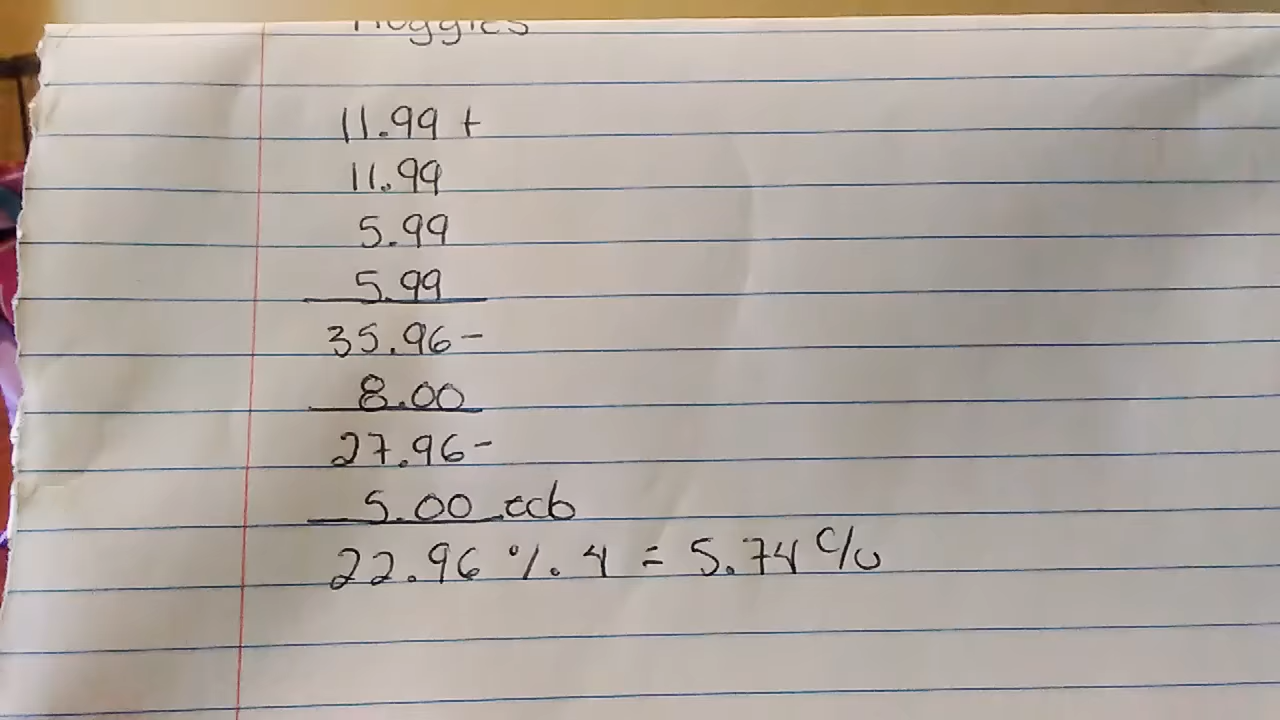 Huggies
11.99 +
11.99
5.99
5.99
35.96 -
8.00
27.96 -
5.00 ecb
22.96 %. 4 = 5.74 c/u